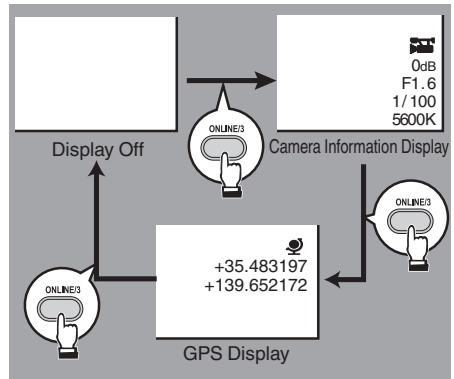 0dB
F1.6
1/100
5600K
ONLINE/3
Display Off
Camera Information Display
ONLINE/3
+35.483197
+139.652172
ONLINE/3
GPS Display